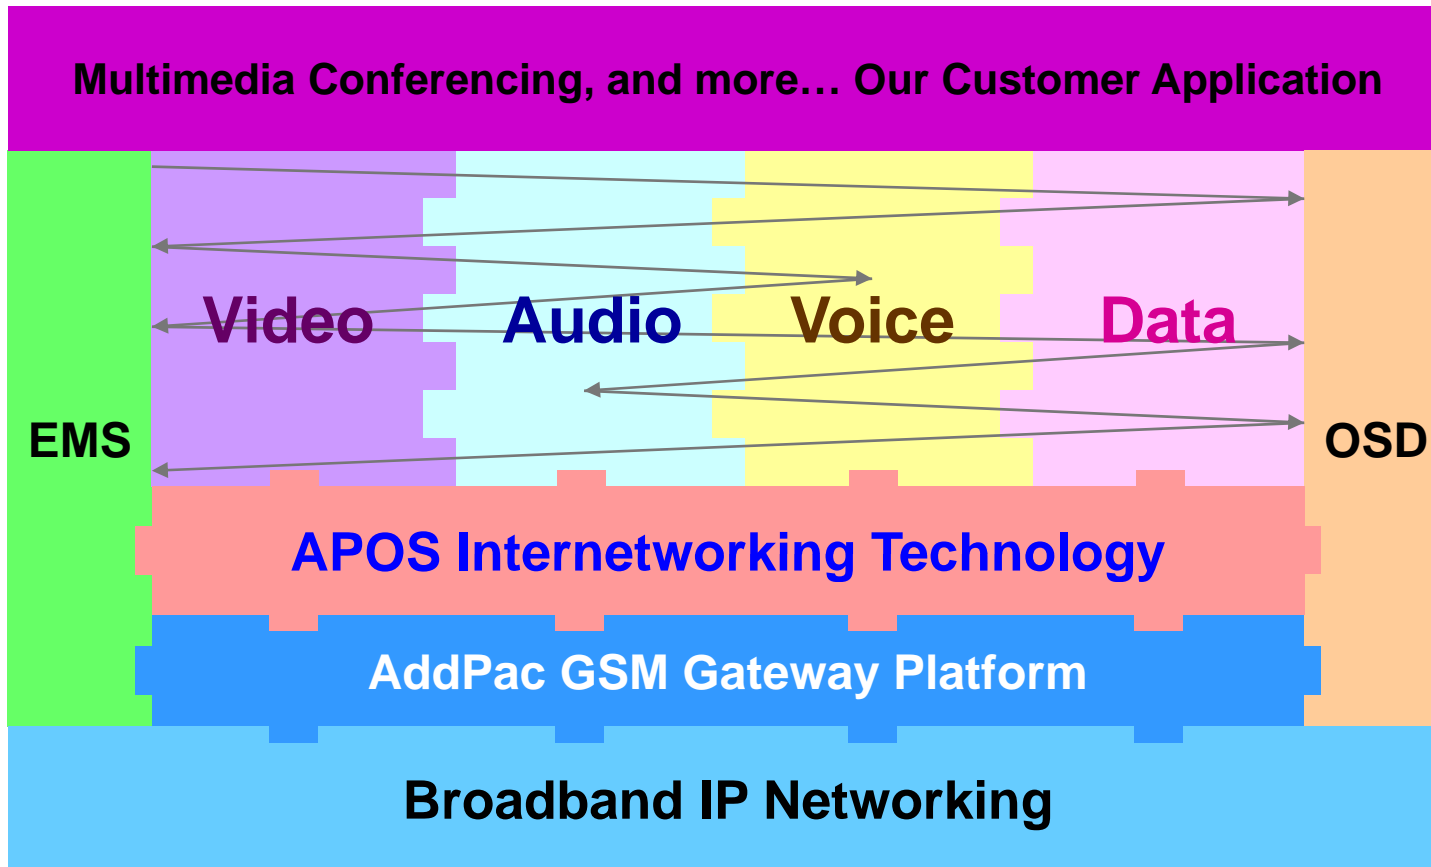 Multimedia Conferencing, and more… Our Customer Application
Video
Audio
Voice
Data
EMS
OSD
APOS Internetworking Technology
AddPac GSM Gateway Platform
Broadband IP Networking